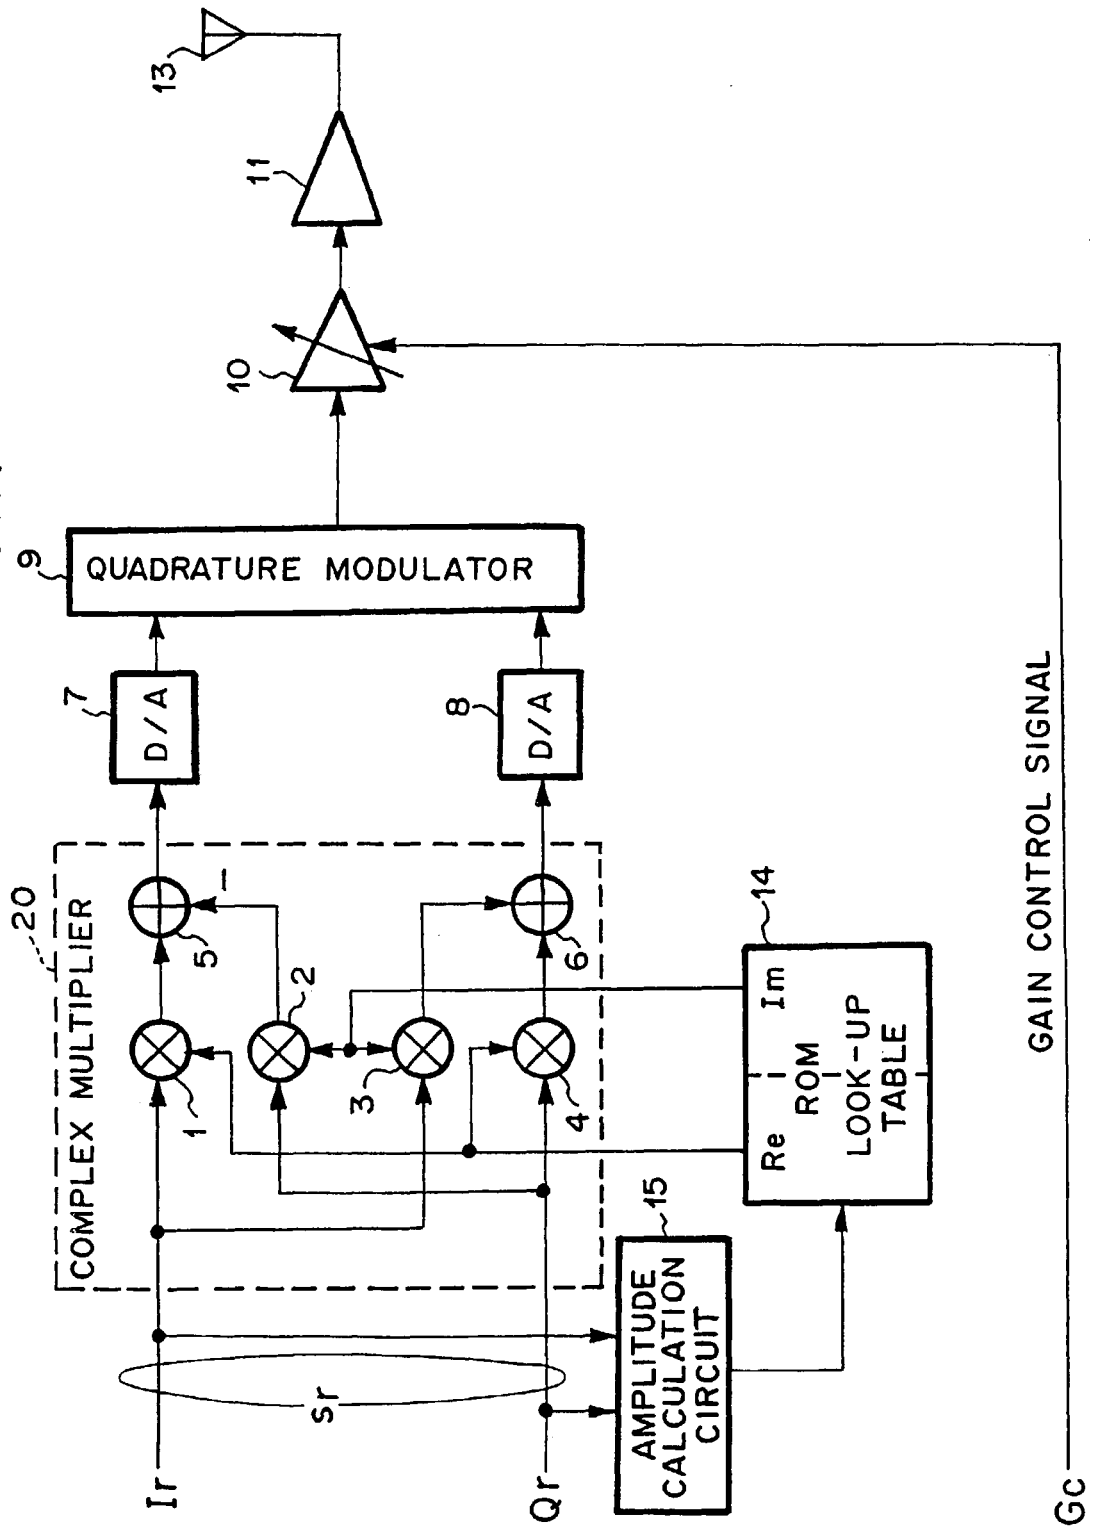 13
11
10
9
QUADRATURE MODULATOR
7
D/A
8
D/A
20
COMPLEX MULTIPLIER
5
–
6
1
2
3
4
14
Re Im
ROM
LOOK-UP
TABLE
15
AMPLITUDE
CALCULATION
CIRCUIT
Ir
sr
Qr
GAIN CONTROL SIGNAL
Gc